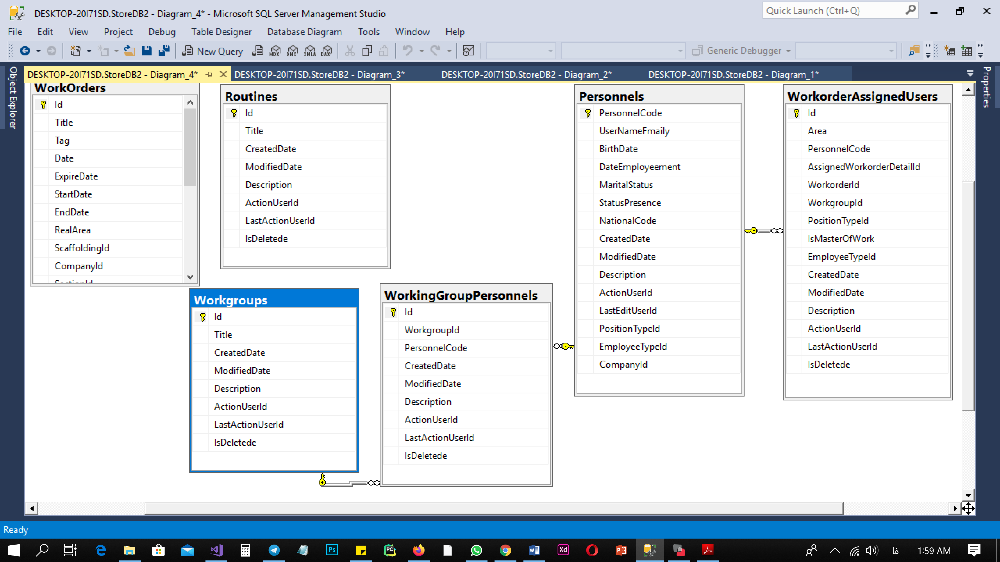 DESKTOP-20I71SD.StoreDB2 - Diagram_4* - Microsoft SQL Server Management Studio
Quick Launch (Ctrl+Q)
File Edit View Project Debug Table Designer Database Diagram Tools Window Help
New Query MDX DMX XMLA DAX Generic Debugger
Object Explorer
DESKTOP-20I71SD.StoreDB2 - Diagram_4* DESKTOP-20I71SD.StoreDB2 - Diagram_3* DESKTOP-20I71SD.StoreDB2 - Diagram_2* DESKTOP-20I71SD.StoreDB2 - Diagram_1*
Properties
WorkOrders
Id
Title
Tag
Date
ExpireDate
StartDate
EndDate
RealArea
ScaffoldingId
CompanyId
SectionId
Routines
Id
Title
CreatedDate
ModifiedDate
Description
ActionUserId
LastActionUserId
IsDeletede
Personnels
PersonnelCode
UserNameFmaily
BirthDate
DateEmployeement
MaritalStatus
StatusPresence
NationalCode
CreatedDate
ModifiedDate
Description
ActionUserId
LastEditUserId
PositionTypeId
EmployeeTypeId
CompanyId
WorkorderAssignedUsers
Id
Area
PersonnelCode
AssignedWorkorderDetailId
WorkorderId
WorkgroupId
PositionTypeId
IsMasterOfWork
EmployeeTypeId
CreatedDate
ModifiedDate
Description
ActionUserId
LastActionUserId
IsDeletede
Workgroups
Id
Title
CreatedDate
ModifiedDate
Description
ActionUserId
LastActionUserId
IsDeletede
WorkingGroupPersonnels
Id
WorkgroupId
PersonnelCode
CreatedDate
ModifiedDate
Description
ActionUserId
LastActionUserId
IsDeletede
Ready
Ps PC W Xd P فا 1:59 AM